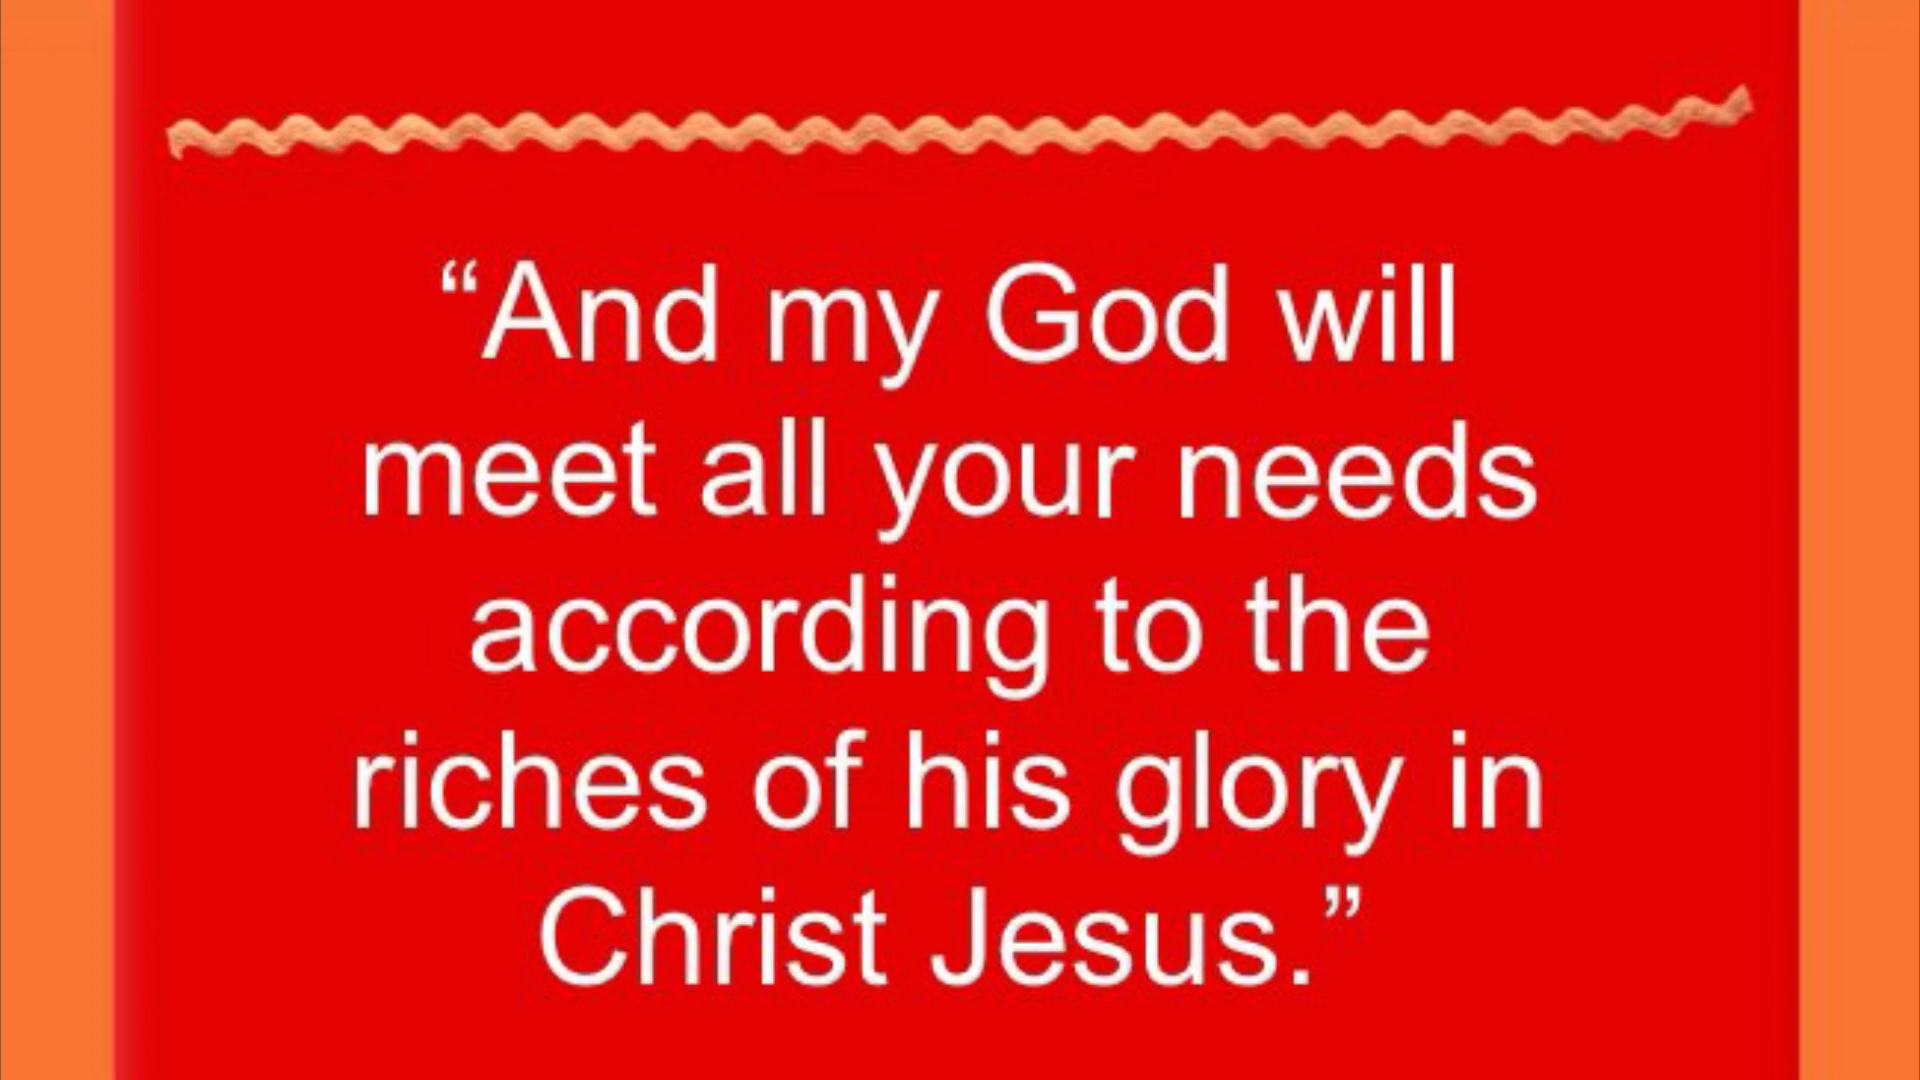 “And my God will
meet all your needs
according to the
riches of his glory in
Christ Jesus.”